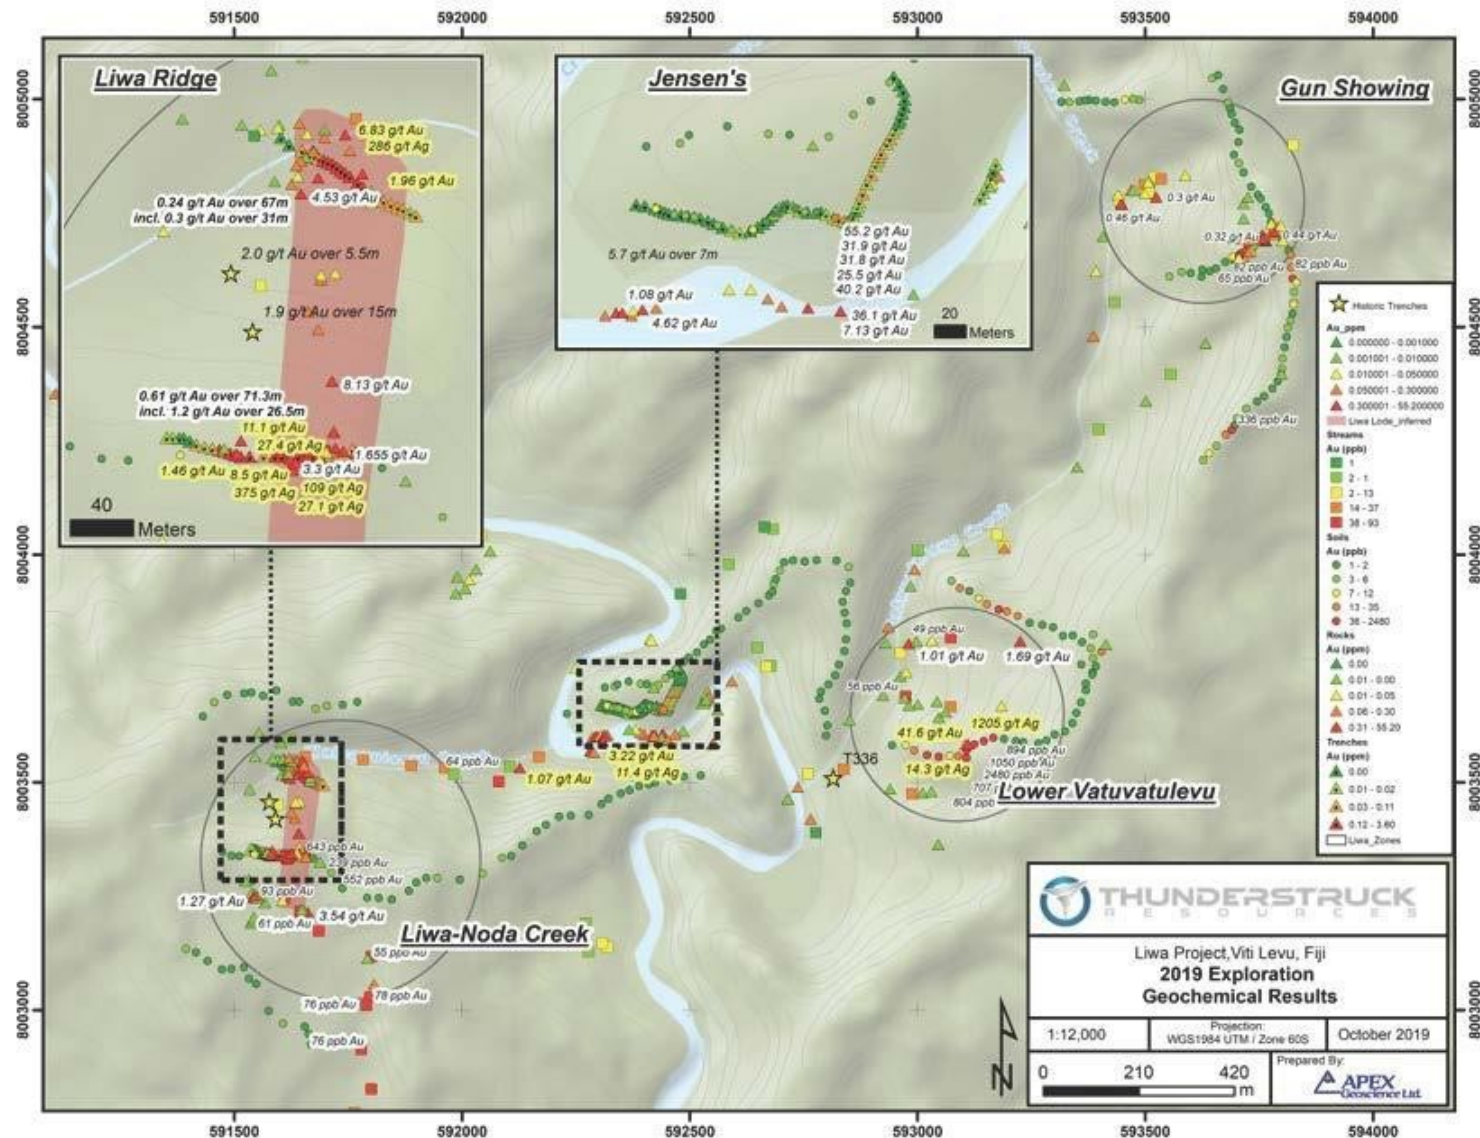 591500 592000 592500 593000 593500 594000
8005000
8004500
8004000
8003500
8003000
8005000
8004500
8004000
8003500
8003000
Liwa Ridge
6.83 g/t Au
286 g/t Ag
1.96 g/t Au
4.53 g/t Au
0.24 g/t Au over 67m
incl. 0.3 g/t Au over 31m
2.0 g/t Au over 5.5m
1.9 g/t Au over 15m
8.13 g/t Au
0.61 g/t Au over 71.3m
incl. 1.2 g/t Au over 26.5m
11.1 g/t Au
27.4 g/t Ag
1.655 g/t Au
1.46 g/t Au
8.5 g/t Au
3.3 g/t Au
375 g/t Ag
109 g/t Ag
27.1 g/t Ag
40
Meters
Jensen's
5.7 g/t Au over 7m
55.2 g/t Au
31.9 g/t Au
31.8 g/t Au
25.5 g/t Au
40.2 g/t Au
1.08 g/t Au
4.62 g/t Au
36.1 g/t Au
7.13 g/t Au
20
Meters
Gun Showing
0.3 g/t Au
0.46 g/t Au
0.32 g/t Au
0.44 g/t Au
62 ppb Au
82 ppb Au
65 ppb Au
1336 ppb Au
Historic Trenches
Au_ppm
0.000000 - 0.001000
0.001001 - 0.010000
0.010001 - 0.050000
0.050001 - 0.300000
0.300001 - 55.200000
Liwa Lode_inferred
Streams
Au (ppb)
1
2 - 1
2 - 13
14 - 37
38 - 93
Soils
Au (ppb)
1 - 2
3 - 6
7 - 12
13 - 35
36 - 2480
Rocks
Au (ppm)
0.00
0.01 - 0.00
0.01 - 0.05
0.06 - 0.30
0.31 - 55.20
Trenches
Au (ppm)
0.00
0.01 - 0.02
0.03 - 0.11
0.12 - 3.60
Liwa_Zones
49 ppb Au
1.01 g/t Au
1.69 g/t Au
56 ppb Au
1205 g/t Ag
41.6 g/t Au
894 ppb Au
1050 ppb Au
14.3 g/t Ag
2480 ppb Au
707
804 ppb
Lower Vatuvatulevu
T336
64 ppb Au
3.22 g/t Au
11.4 g/t Ag
1.07 g/t Au
643 ppb Au
239 ppb Au
552 ppb Au
93 ppb Au
1.27 g/t Au
3.54 g/t Au
61 ppb Au
Liwa-Noda Creek
55 ppb Au
78 ppb Au
76 ppb Au
76 ppb Au
THUNDERSTRUCK
RESOURCES
Liwa Project,Viti Levu, Fiji
2019 Exploration
Geochemical Results
1:12,000
Projection:
WGS1984 UTM / Zone 60S
October 2019
0 210 420
m
Prepared By:
APEX
Geoscience Ltd.
N
591500 592000 592500 593000 593500 594000